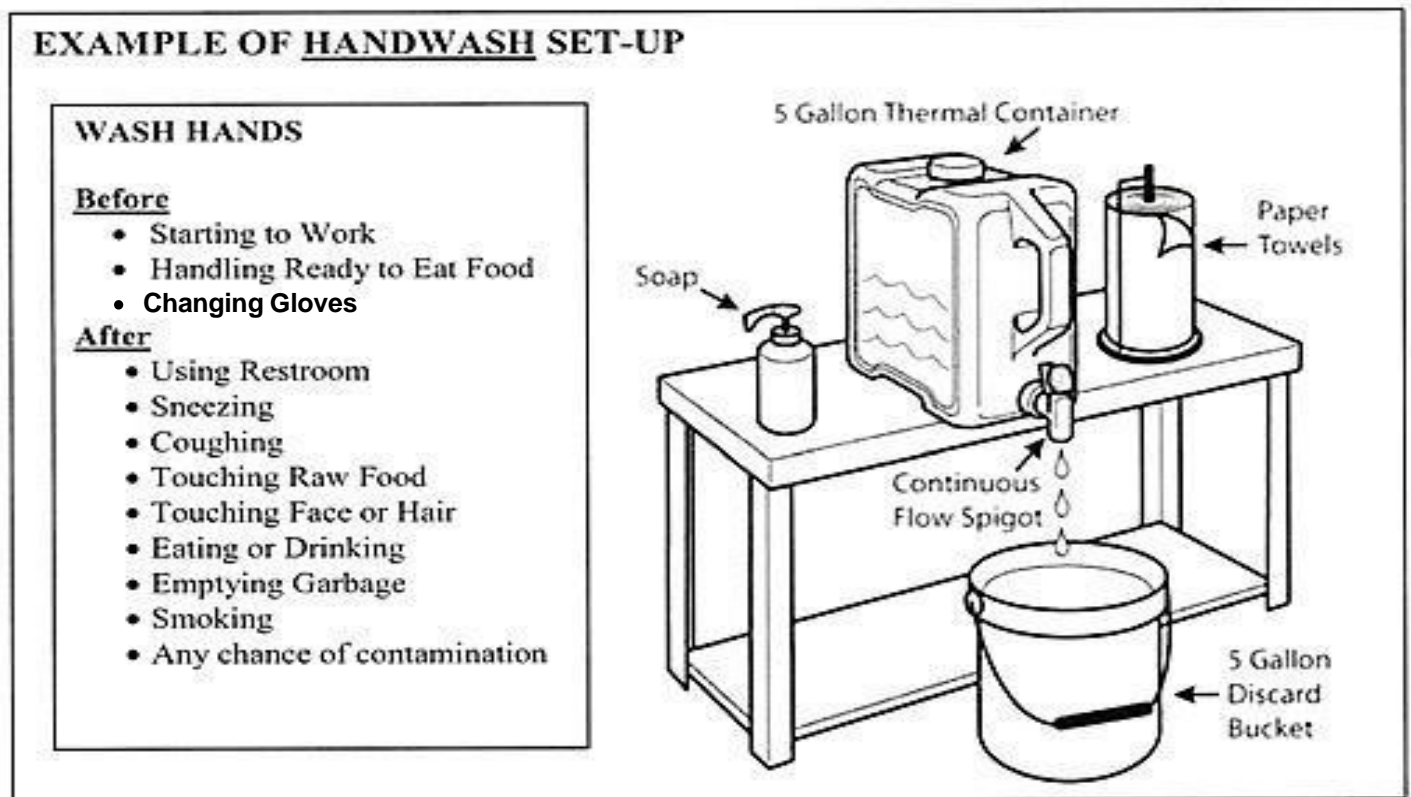 EXAMPLE OF HANDWASH SET-UP
WASH HANDS
Before
• Starting to Work
• Handling Ready to Eat Food
• Changing Gloves
After
• Using Restroom
• Sneezing
• Coughing
• Touching Raw Food
• Touching Face or Hair
• Eating or Drinking
• Emptying Garbage
• Smoking
• Any chance of contamination
5 Gallon Thermal Container
Paper
Towels
Soap
Continuous
Flow Spigot
5 Gallon
Discard
Bucket